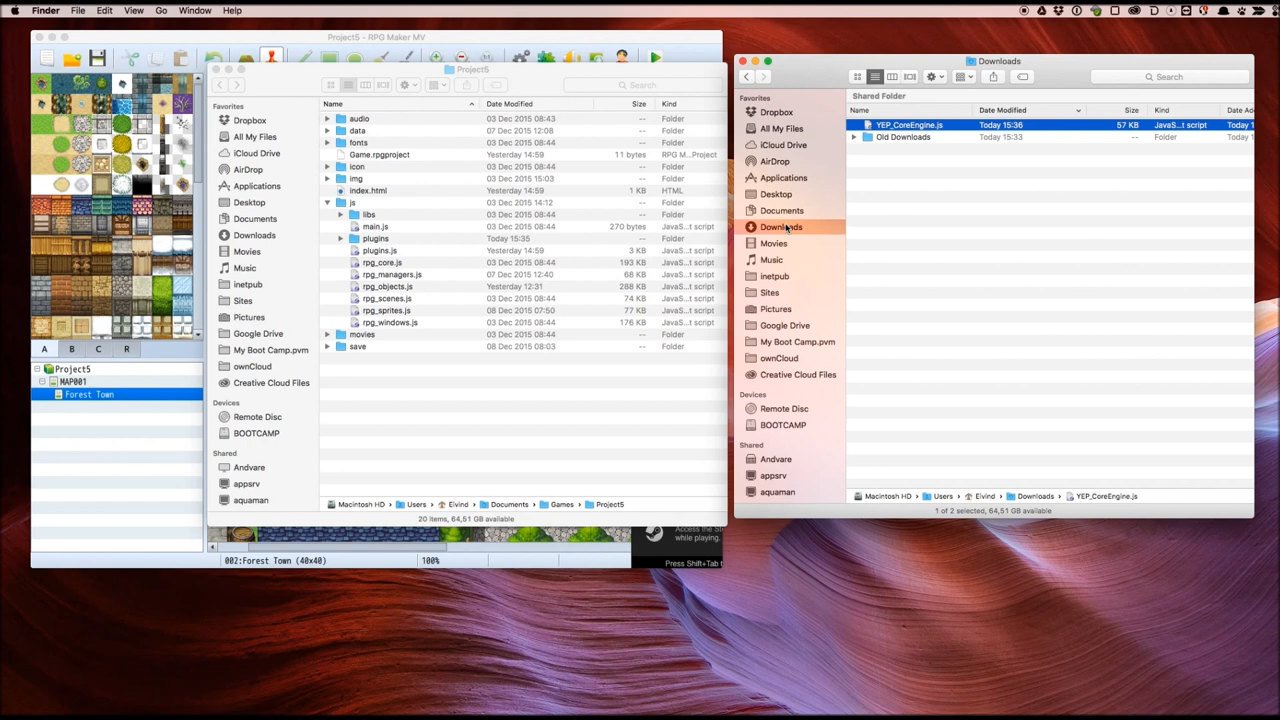 Finder File Edit View Go Window Help
Project5 - RPG Maker MV
A B C R
Project5
MAP001
Forest Town
002:Forest Town (40x40) 100%
Access the
while playing.
Press Shift+Tab t
Project5
Search
Favorites
Dropbox
All My Files
iCloud Drive
AirDrop
Applications
Desktop
Documents
Downloads
Movies
Music
inetpub
Sites
Pictures
Google Drive
My Boot Camp.pvm
ownCloud
Creative Cloud Files
Devices
Remote Disc
BOOTCAMP
Shared
Andvare
appsrv
aquaman
Name Date Modified Size Kind
audio 03 Dec 2015 08:43 -- Folder
data 07 Dec 2015 12:08 -- Folder
fonts 03 Dec 2015 08:44 -- Folder
Game.rpgproject Yesterday 14:59 11 bytes RPG M...Project
icon 03 Dec 2015 08:44 -- Folder
img 03 Dec 2015 15:03 -- Folder
index.html Yesterday 14:59 1 KB HTML
js 03 Dec 2015 14:12 -- Folder
libs 03 Dec 2015 08:44 -- Folder
main.js 03 Dec 2015 08:44 270 bytes JavaS...t script
plugins Today 15:35 -- Folder
plugins.js Yesterday 14:59 3 KB JavaS...t script
rpg_core.js 03 Dec 2015 08:44 193 KB JavaS...t script
rpg_managers.js 07 Dec 2015 12:40 68 KB JavaS...t script
rpg_objects.js Yesterday 12:31 288 KB JavaS...t script
rpg_scenes.js 03 Dec 2015 08:44 74 KB JavaS...t script
rpg_sprites.js 08 Dec 2015 07:50 77 KB JavaS...t script
rpg_windows.js 03 Dec 2015 08:44 176 KB JavaS...t script
movies 03 Dec 2015 08:44 -- Folder
save 08 Dec 2015 08:03 -- Folder
Macintosh HD Users Eivind Documents Games Project5
20 items, 64,51 GB available
Downloads
Search
Favorites
Dropbox
All My Files
iCloud Drive
AirDrop
Applications
Desktop
Documents
Downloads
Movies
Music
inetpub
Sites
Pictures
Google Drive
My Boot Camp.pvm
ownCloud
Creative Cloud Files
Devices
Remote Disc
BOOTCAMP
Shared
Andvare
appsrv
aquaman
Shared Folder
Name Date Modified Size Kind Date Ad
YEP_CoreEngine.js Today 15:36 57 KB JavaS...t script Today 1
Old Downloads Today 15:33 -- Folder Today 1
Macintosh HD Users Eivind Downloads YEP_CoreEngine.js
1 of 2 selected, 64,51 GB available